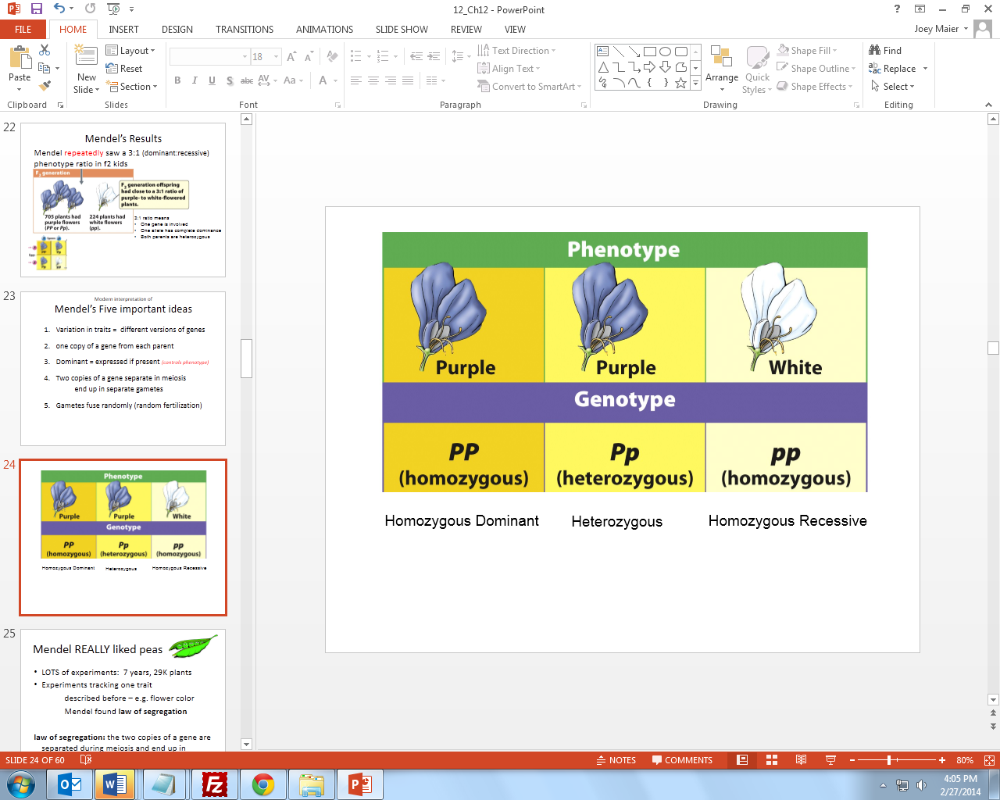 12_Ch12 - PowerPoint
?
FILE
HOME
INSERT
DESIGN
TRANSITIONS
ANIMATIONS
SLIDE SHOW
REVIEW
VIEW
Joey Maier
Paste
New
Slide
Layout
Reset
Section
18
B I U S abc AV Aa A
Text Direction
Align Text
Convert to SmartArt
Arrange
Quick
Styles
Shape Fill
Shape Outline
Shape Effects
Find
Replace
Select
Clipboard
Slides
Font
Paragraph
Drawing
Editing
22
Mendel's Results
Mendel repeatedly saw a 3:1 (dominant:recessive)
phenotype ratio in f2 kids
F2 generation
F2 generation offspring
had close to a 3:1 ratio of
purple- to white-flowered
plants.
705 plants had
purple flowers
(PP or Pp).
224 plants had
white flowers
(pp).
3:1 ratio means
• One gene is involved
• One allele has complete dominance
• Both parents are heterozygous
23
Modern interpretation of
Mendel's Five important ideas
1. Variation in traits = different versions of genes
2. one copy of a gene from each parent
3. Dominant = expressed if present (controls phenotype)
4. Two copies of a gene separate in meiosis
end up in separate gametes
5. Gametes fuse randomly (random fertilization)
24
Phenotype
Purple
Purple
White
Genotype
PP
(homozygous)
Pp
(heterozygous)
pp
(homozygous)
Homozygous Dominant
Heterozygous
Homozygous Recessive
25
Mendel REALLY liked peas
• LOTS of experiments: 7 years, 29K plants
• Experiments tracking one trait
described before – e.g. flower color
Mendel found law of segregation
law of segregation: the two copies of a gene are
separated during meiosis and end up in
Phenotype
Purple
Purple
White
Genotype
PP
(homozygous)
Pp
(heterozygous)
pp
(homozygous)
Homozygous Dominant
Heterozygous
Homozygous Recessive
SLIDE 24 OF 60
NOTES
COMMENTS
80%
4:05 PM
2/27/2014